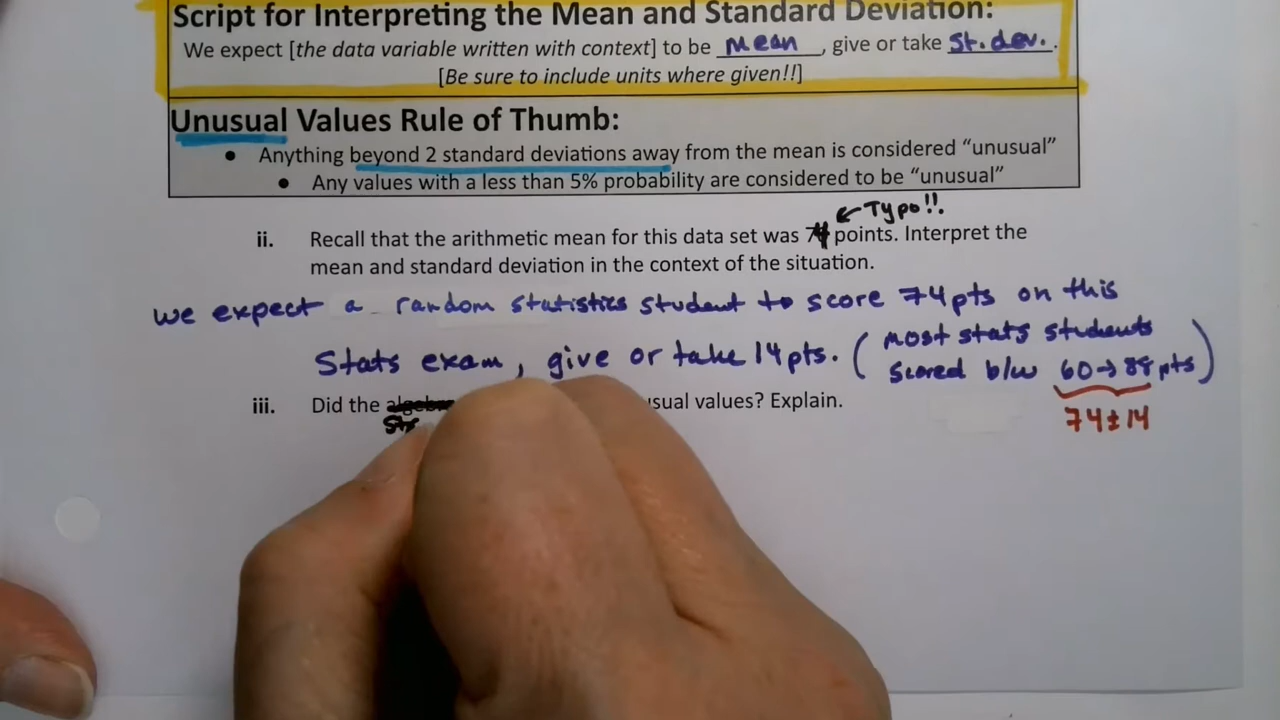 Script for Interpreting the Mean and Standard Deviation:
We expect [the data variable written with context] to be mean, give or take St. dev..
[Be sure to include units where given!!]
Unusual Values Rule of Thumb:
• Anything beyond 2 standard deviations away from the mean is considered “unusual”
• Any values with a less than 5% probability are considered to be “unusual”
← Typo!!
ii. Recall that the arithmetic mean for this data set was 74 points. Interpret the
mean and standard deviation in the context of the situation.
we expect a random statistics student to score 74 pts on this
Stats exam, give or take 14 pts. (most stats students
scored b/w 60→88 pts)
iii. Did the sual values? Explain.
74±14